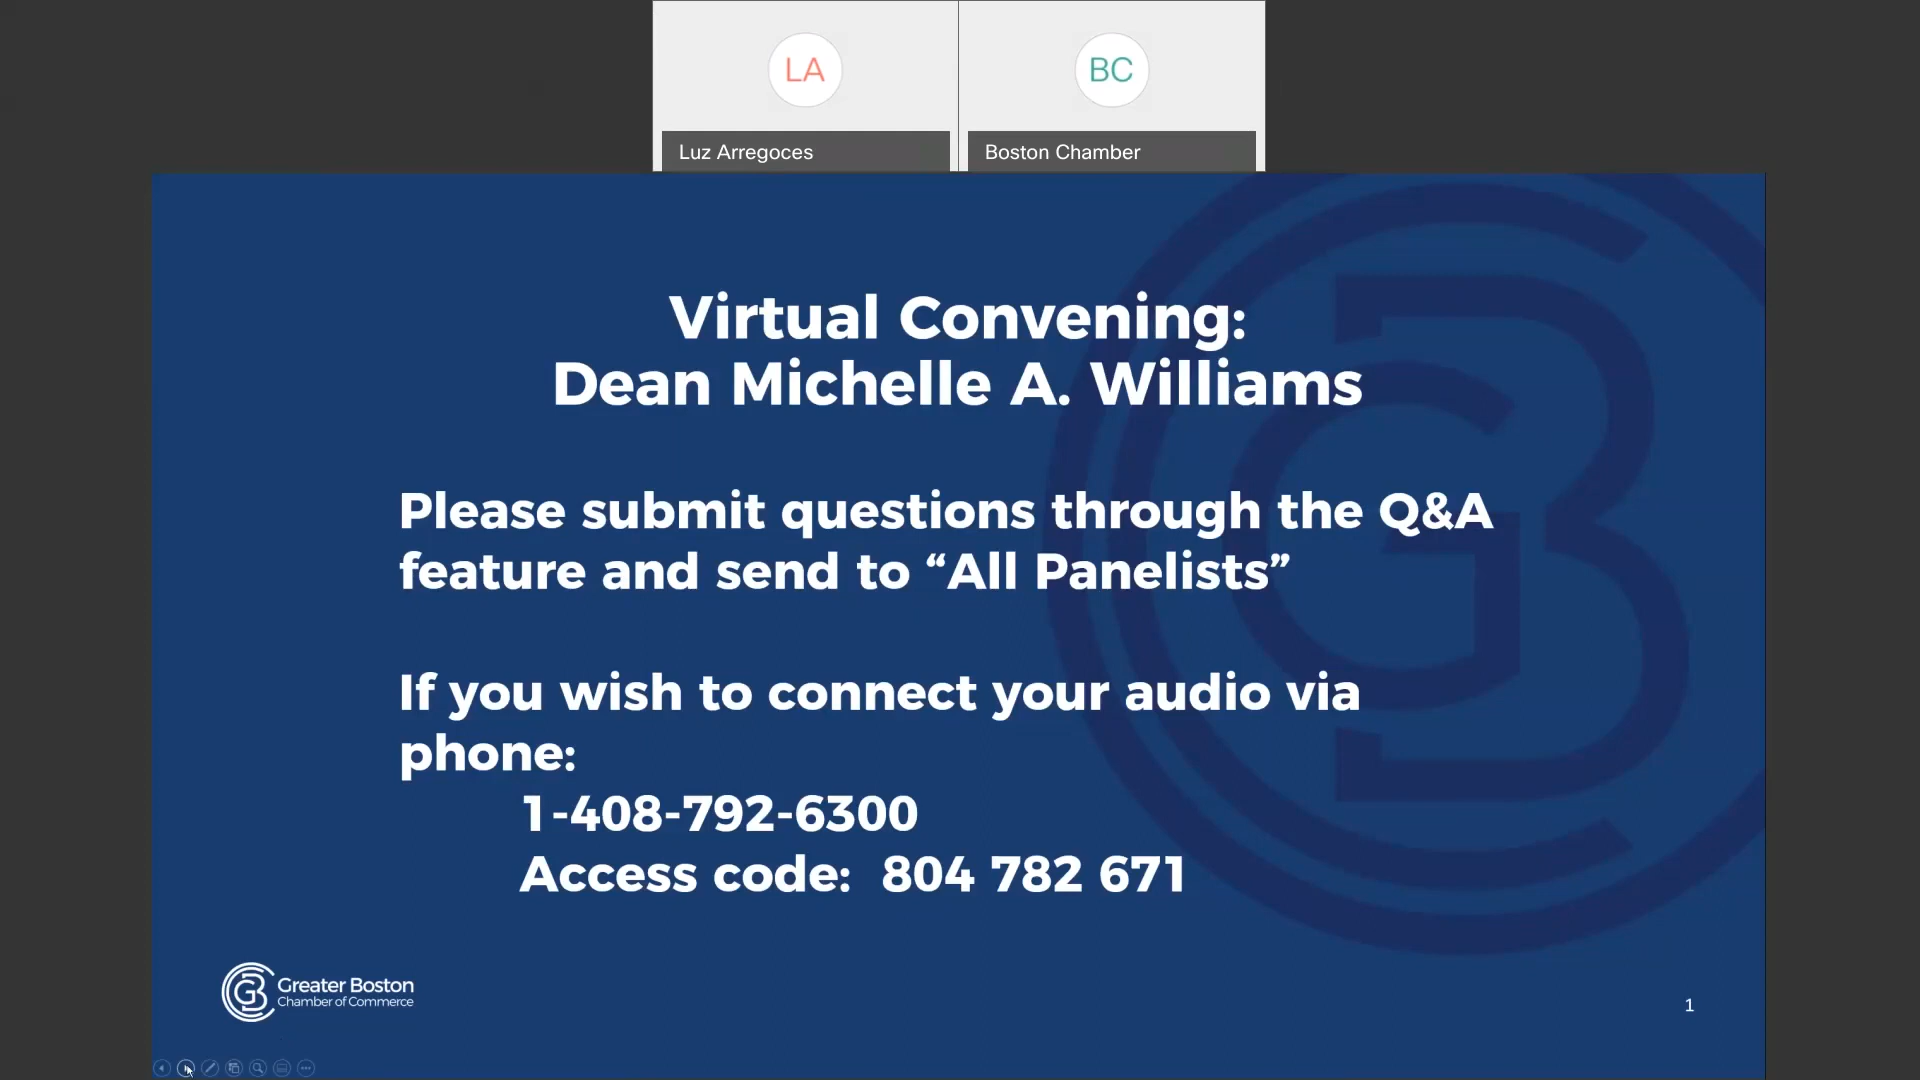 LA
BC
Luz Arregoces
Boston Chamber
Virtual Convening:
Dean Michelle A. Williams
Please submit questions through the Q&A
feature and send to “All Panelists”
If you wish to connect your audio via
phone:
1-408-792-6300
Access code: 804 782 671
Greater Boston
Chamber of Commerce
1